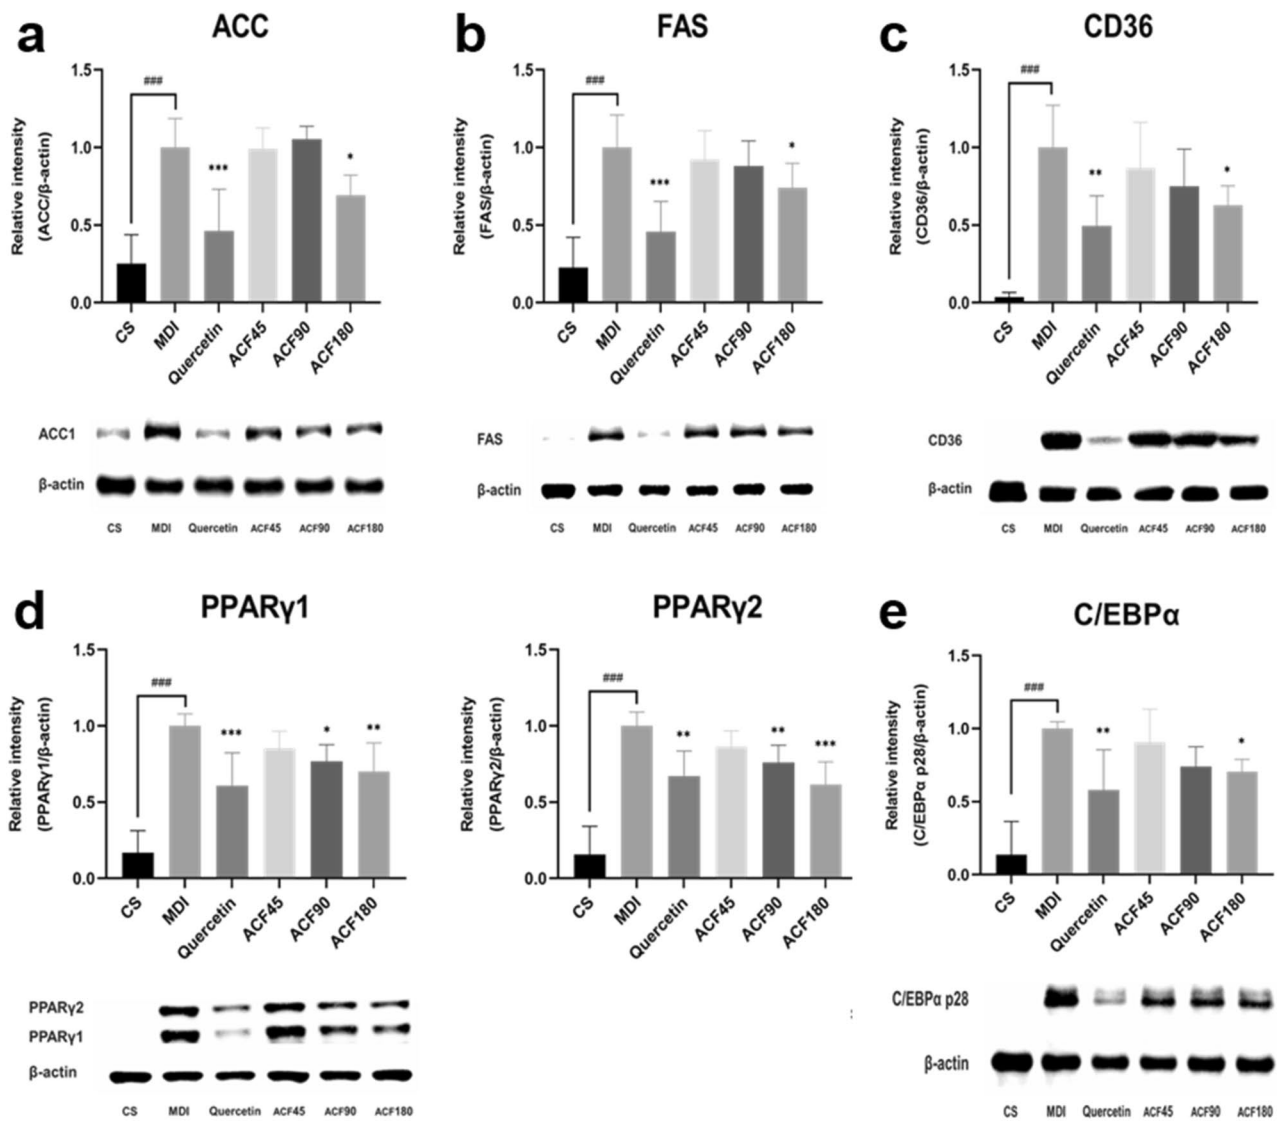 a
ACC
###
1.5
1.0
0.5
0.0
Relative intensity
(ACC/β-actin)
***
*
CS
MDI
Quercetin
ACF45
ACF90
ACF180
ACC1
β-actin
CS MDI Quercetin ACF45 ACF90 ACF180
b
FAS
###
1.5
1.0
0.5
0.0
Relative intensity
(FAS/β-actin)
***
*
CS
MDI
Quercetin
ACF45
ACF90
ACF180
FAS
β-actin
CS MDI Quercetin ACF45 ACF90 ACF180
c
CD36
###
1.5
1.0
0.5
0.0
Relative intensity
(CD36/β-actin)
**
*
CS
MDI
Quercetin
ACF45
ACF90
ACF180
CD36
β-actin
CS MDI Quercetin ACF45 ACF90 ACF180
d
PPARγ1
###
1.5
1.0
0.5
0.0
Relative intensity
(PPARγ1/β-actin)
***
*
**
CS
MDI
Quercetin
ACF45
ACF90
ACF180
PPARγ2
###
1.5
1.0
0.5
0.0
Relative intensity
(PPARγ2/β-actin)
**
**
***
CS
MDI
Quercetin
ACF45
ACF90
ACF180
PPARγ2
PPARγ1
β-actin
CS MDI Quercetin ACF45 ACF90 ACF180
e
C/EBPα
###
1.5
1.0
0.5
0.0
Relative intensity
(C/EBPα p28/β-actin)
**
*
CS
MDI
Quercetin
ACF45
ACF90
ACF180
C/EBPα p28
β-actin
CS MDI Quercetin ACF45 ACF90 ACF180